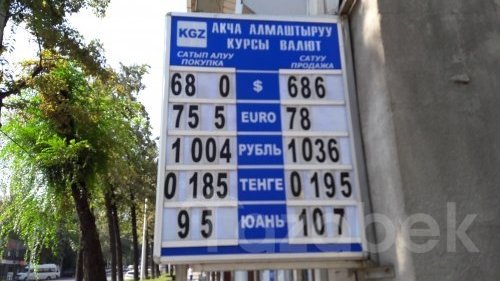 KGZ АКЧА АЛМАШТЫРУУ
КУРСЫ ВАЛЮТ
САТЫП АЛУУ САТУУ
ПОКУПКА ПРОДАЖА
68 0 $ 686
75 5 EURO 78
1 004 РУБЛЬ 1036
0 185 ТЕНГЕ 0 195
95 ЮАНЬ 107
Tazabek